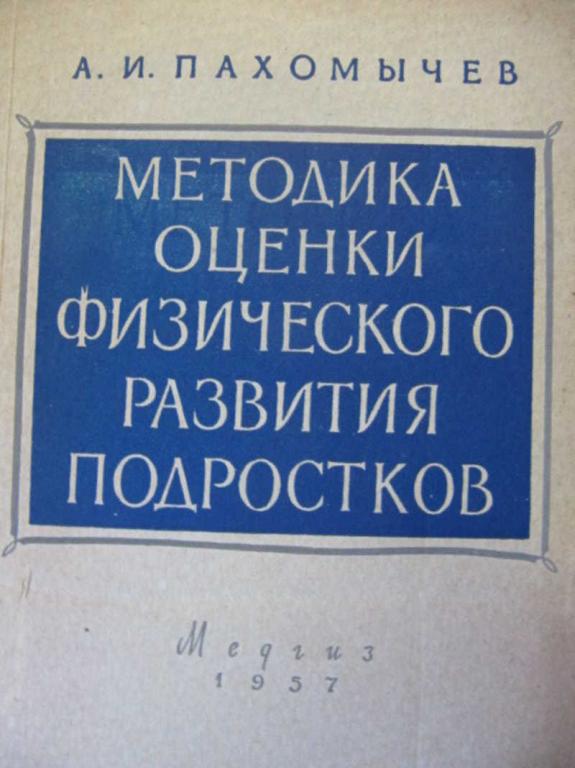 А. И. ПАХОМЫЧЕВ
МЕТОДИКА
ОЦЕНКИ
ФИЗИЧЕСКОГО
РАЗВИТИЯ
ПОДРОСТКОВ
Медгиз
1957